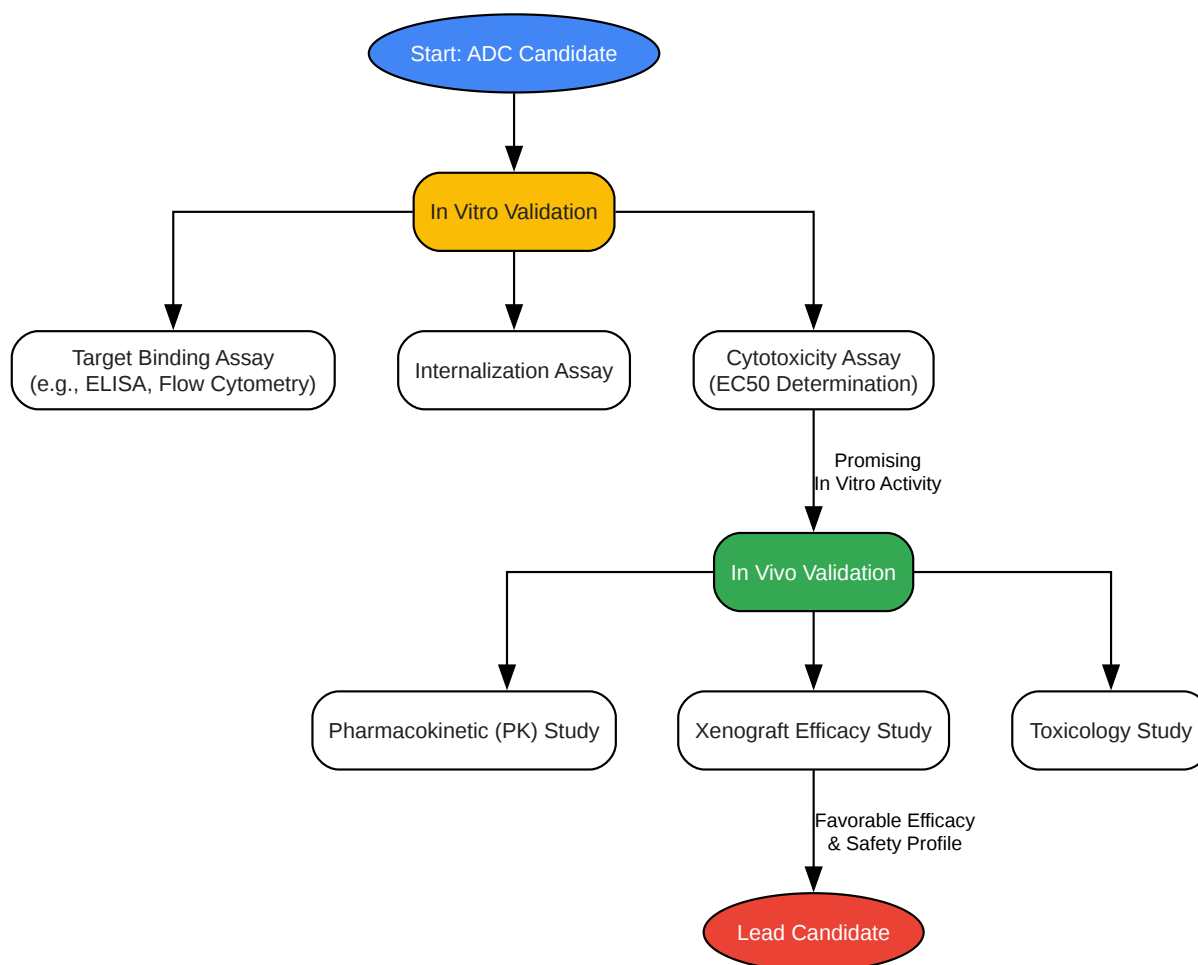 Start: ADC Candidate
In Vitro Validation
Target Binding Assay
(e.g., ELISA, Flow Cytometry)
Internalization Assay
Cytotoxicity Assay
(EC50 Determination)
Promising
In Vitro Activity
In Vivo Validation
Pharmacokinetic (PK) Study
Xenograft Efficacy Study
Toxicology Study
Favorable Efficacy
& Safety Profile
Lead Candidate